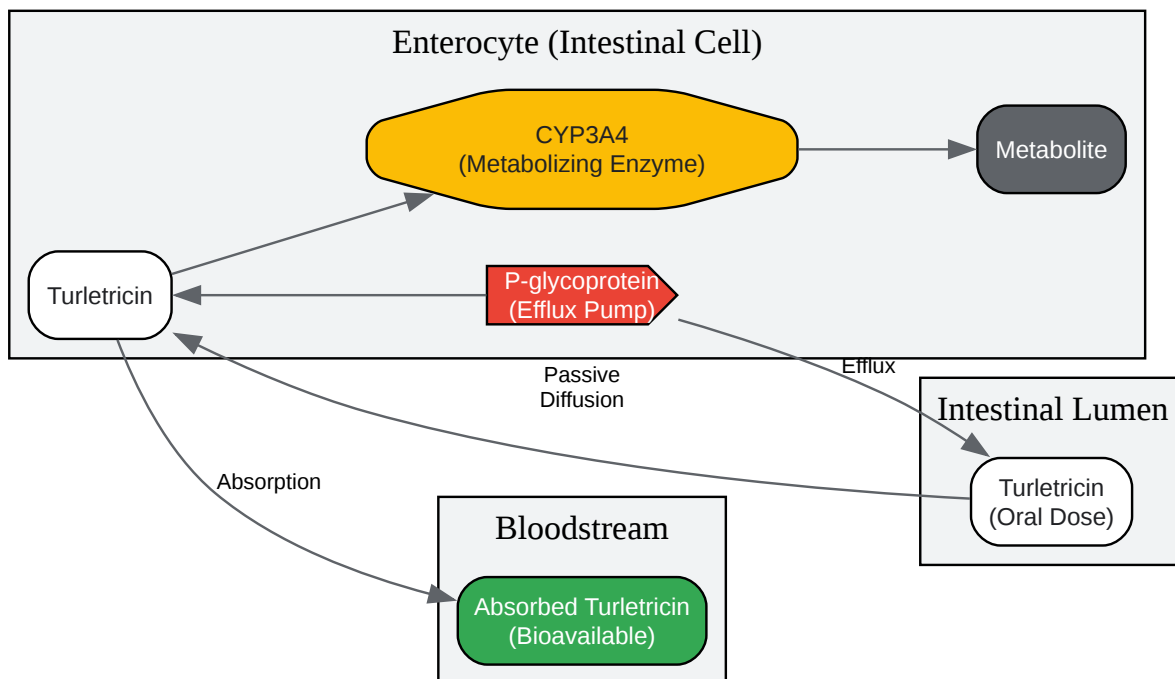 Enterocyte (Intestinal Cell)
CYP3A4
(Metabolizing Enzyme)
Metabolite
Turletricin
P-glycoprotein
(Efflux Pump)
Passive
Diffusion
Efflux
Intestinal Lumen
Turletricin
(Oral Dose)
Absorption
Bloodstream
Absorbed Turletricin
(Bioavailable)